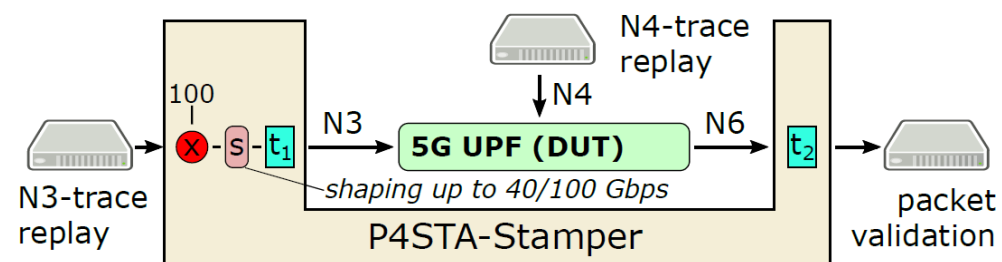 N4-trace
replay
100
N4
x
s
t1
N3
5G UPF (DUT)
N6
t2
shaping up to 40/100 Gbps
N3-trace
replay
P4STA-Stamper
packet
validation